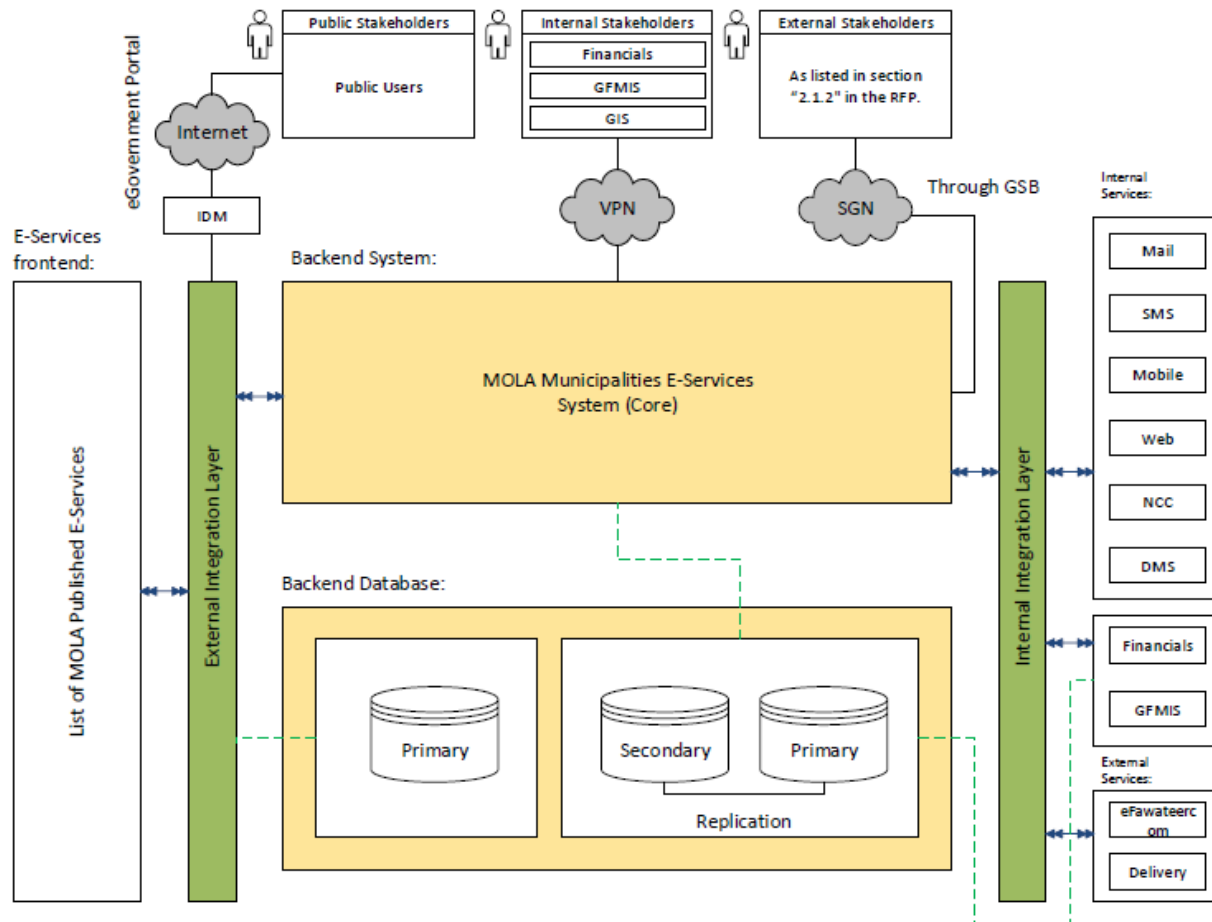 Public Stakeholders
Public Users
Internal Stakeholders
Financials
GFMIS
GIS
External Stakeholders
As listed in section
"2.1.2" in the RFP.
eGovernment Portal
Internet
VPN
SGN
Through GSB
IDM
E-Services
frontend:
List of MOLA Published E-Services
External Integration Layer
Backend System:
MOLA Municipalities E-Services
System (Core)
Backend Database:
Primary
Secondary
Primary
Replication
Internal Integration Layer
Internal
Services:
Mail
SMS
Mobile
Web
NCC
DMS
Financials
GFMIS
External
Services:
eFawateerc
om
Delivery